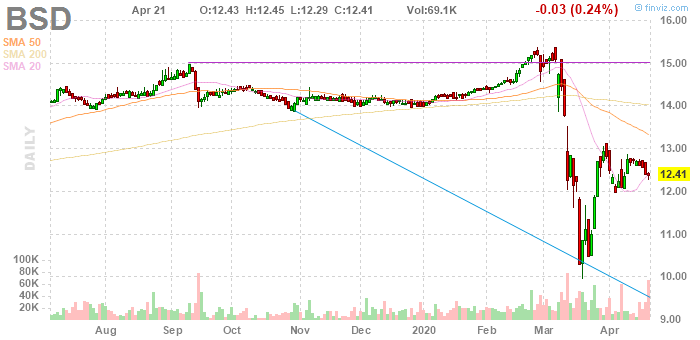 BSD Apr 21 O:12.43 H:12.45 L:12.29 C:12.41 Vol:69.1K -0.03 (0.24%) © finviz.com
SMA 50
SMA 200
SMA 20
DAILY
16.00
15.00
14.00
13.00
12.41
12.00
11.00
10.00
9.00
100K
80K
60K
40K
20K
Aug Sep Oct Nov Dec 2020 Feb Mar Apr